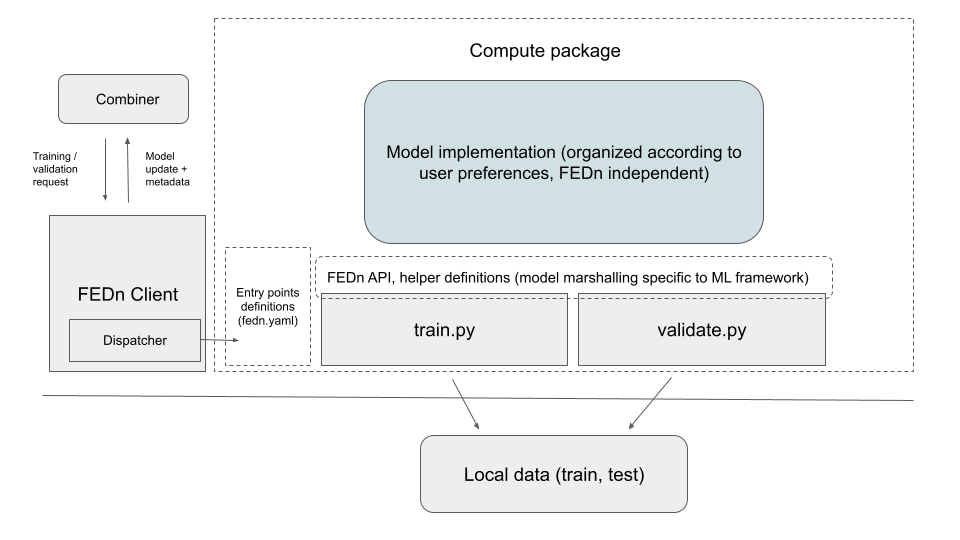 Compute package
Combiner
Training /
validation
request
Model
update +
metadata
Model implementation (organized according to
user preferences, FEDn independent)
FEDn Client
Dispatcher
Entry points
definitions
(fedn.yaml)
FEDn API, helper definitions (model marshalling specific to ML framework)
train.py
validate.py
Local data (train, test)